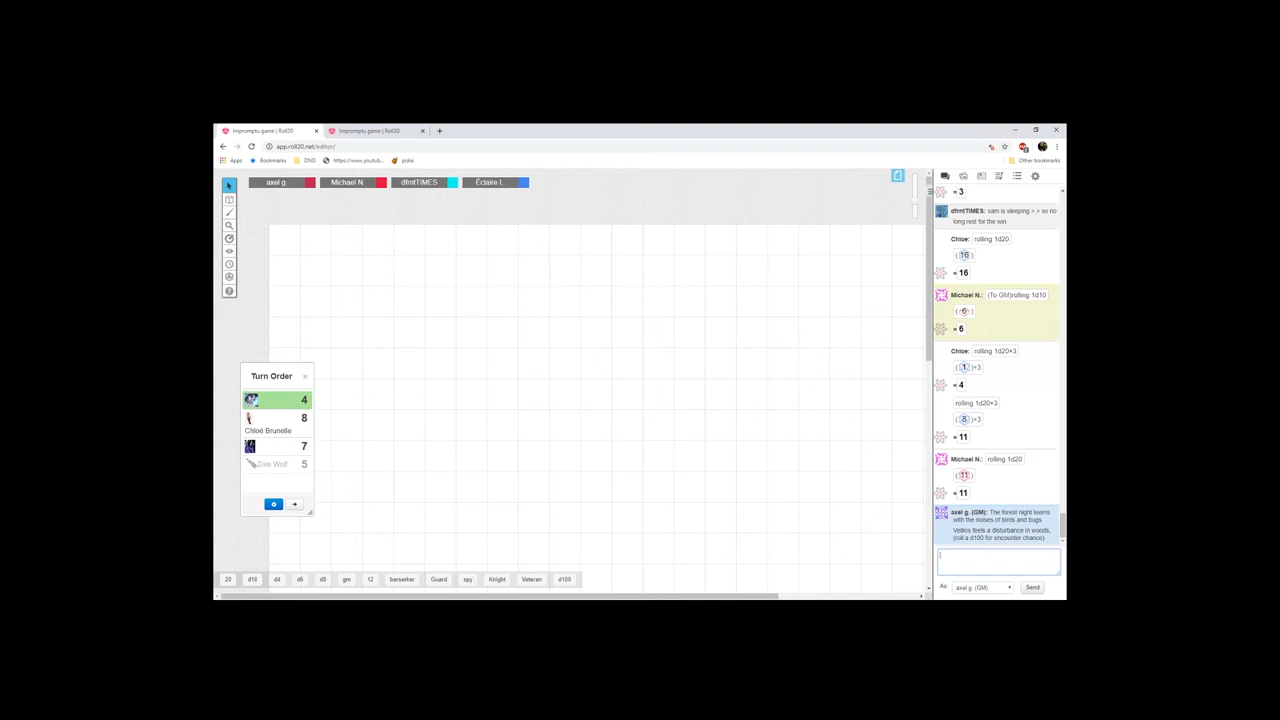 Impromptu game | Roll20
Impromptu game | Roll20
app.roll20.net/editor/
Apps
Bookmarks
DnD
https://www.youtub...
poke
Other bookmarks
axel g.
Michael N
dfmtTIMES
Éclaire L.
= 3
dfmtTIMES: sam is sleeping > > so no
long rest for the win
Chloe: rolling 1d20
(16)
= 16
Michael N.: (To GM)rolling 1d10
(6)
= 6
Chloe: rolling 1d20+3
(1)+3
= 4
rolling 1d20+3
(8)+3
= 11
Michael N.: rolling 1d20
(11)
= 11
axel g. (GM): The forest night teems
with the noises of birds and bugs
feels a disturbance in woods,
(roll a d100 for encounter chance)
As: axel g. (GM)
Send
Turn Order
4
8
Chloé Brunelle
7
Dire Wolf 5
20
d10
d4
d6
d8
gm
12
berserker
Guard
spy
Knight
Veteran
d100